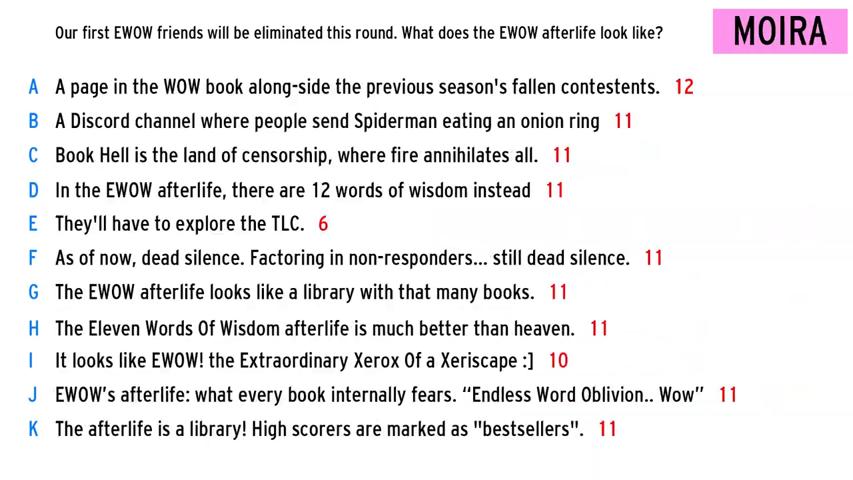 Our first EWOW friends will be eliminated this round. What does the EWOW afterlife look like?
MOIRA
A A page in the WOW book along-side the previous season's fallen contestents. 12
B A Discord channel where people send Spiderman eating an onion ring 11
C Book Hell is the land of censorship, where fire annihilates all. 11
D In the EWOW afterlife, there are 12 words of wisdom instead 11
E They'll have to explore the TLC. 6
F As of now, dead silence. Factoring in non-responders... still dead silence. 11
G The EWOW afterlife looks like a library with that many books. 11
H The Eleven Words Of Wisdom afterlife is much better than heaven. 11
I It looks like EWOW! the Extraordinary Xerox Of a Xeriscape :] 10
J EWOW’s afterlife: what every book internally fears. “Endless Word Oblivion.. Wow” 11
K The afterlife is a library! High scorers are marked as "bestsellers". 11